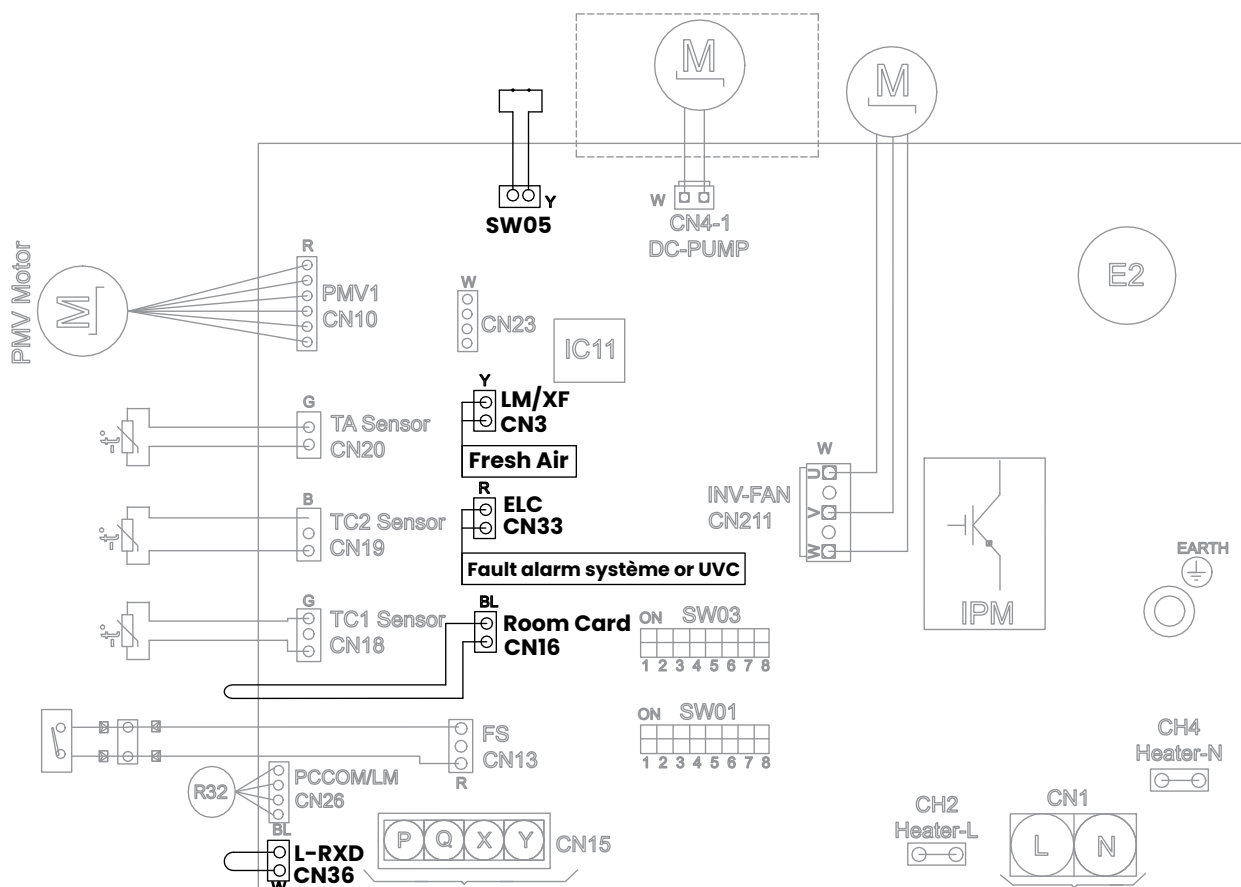 M
M
Y
SW05
W
CN4-1
DC-PUMP
PMV Motor
M
R
PMV1
CN10
W
CN23
IC11
E2
Y
LM/XF
CN3
Fresh Air
G
TA Sensor
CN20
t°
R
ELC
CN33
Fault alarm système or UVC
B
TC2 Sensor
CN19
t°
W
INV-FAN
CN211
U
V
W
IPM
EARTH
G
TC1 Sensor
CN18
t°
BL
Room Card
CN16
ON SW03
1 2 3 4 5 6 7 8
ON SW01
1 2 3 4 5 6 7 8
FS
CN13
R
R32
PCCOM/LM
CN26
BL
L-RXD
CN36
W
P Q X Y
CN15
CH2
Heater-L
CN1
L N
CH4
Heater-N